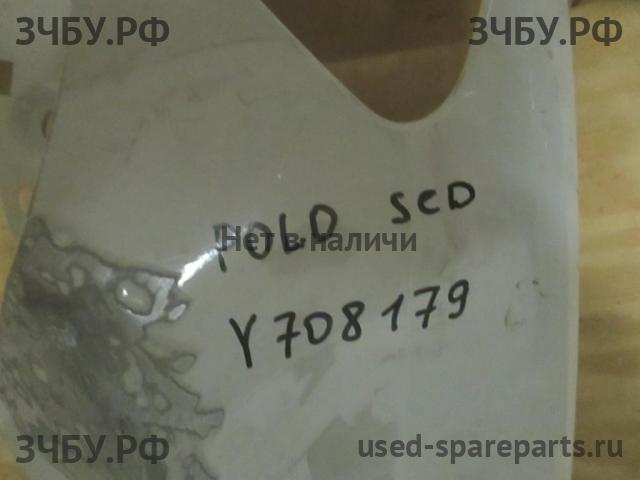 ЗЧБУ.РФ ЗЧБУ.РФ
POLO SED
Нет в наличи
Y708179
ЗЧБУ.РФ used-spareparts.ru